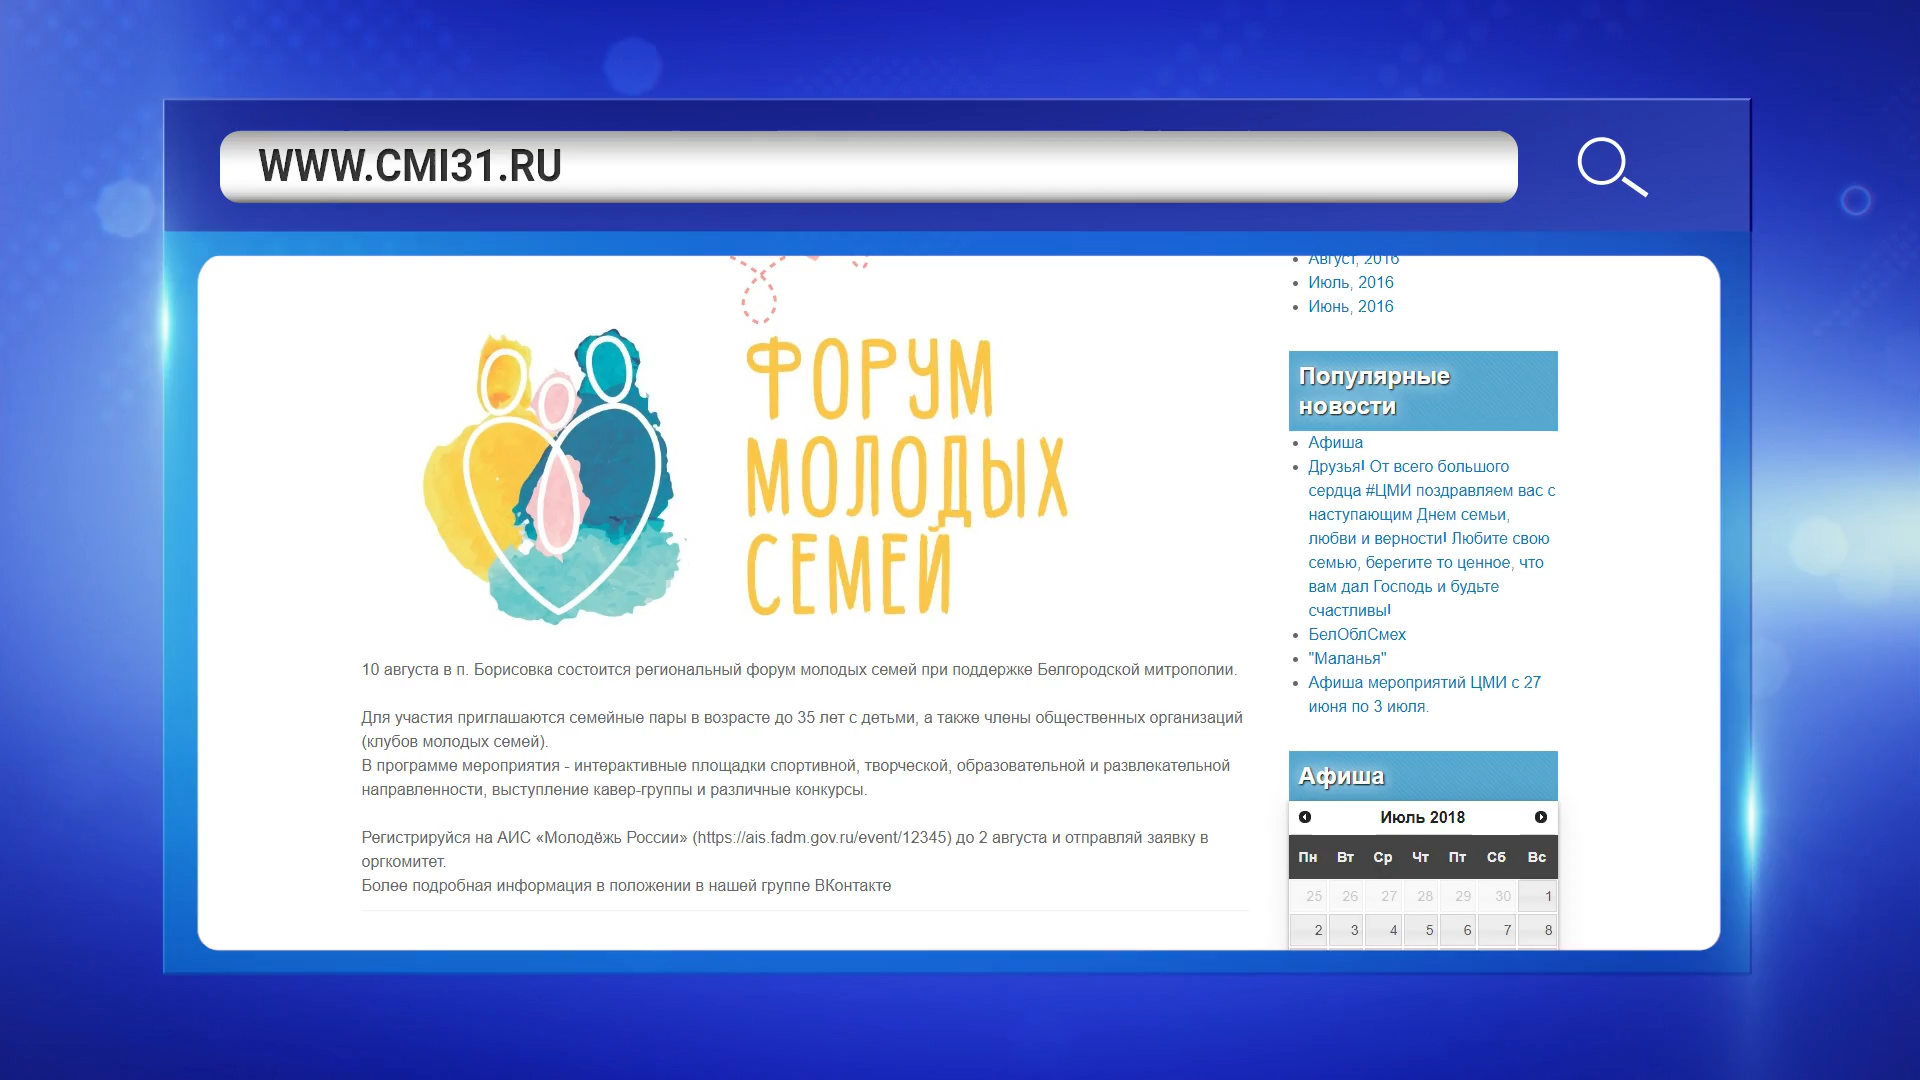 WWW.CMI31.RU
ФОРУМ
МОЛОДЫХ
СЕМЕЙ
10 августа в п. Борисовка состоится региональный форум молодых семей при поддержке Белгородской митрополии.
Для участия приглашаются семейные пары в возрасте до 35 лет с детьми, а также члены общественных организаций
(клубов молодых семей).
В программе мероприятия - интерактивные площадки спортивной, творческой, образовательной и развлекательной
направленности, выступление кавер-группы и различные конкурсы.
Регистрируйся на АИС «Молодёжь России» (https://ais.fadm.gov.ru/event/12345) до 2 августа и отправляй заявку в
оргкомитет.
Более подробная информация в положении в нашей группе ВКонтакте
Август, 2016
Июль, 2016
Июнь, 2016
Популярные
новости
Афиша
Друзья! От всего большого
сердца #ЦМИ поздравляем вас с
наступающим Днем семьи,
любви и верности! Любите свою
семью, берегите то ценное, что
вам дал Господь и будьте
счастливы!
БелОблСмех
"Маланья"
Афиша мероприятий ЦМИ с 27
июня по 3 июля.
Афиша
Июль 2018
Пн Вт Ср Чт Пт Сб Вс
25 26 27 28 29 30 1
2 3 4 5 6 7 8